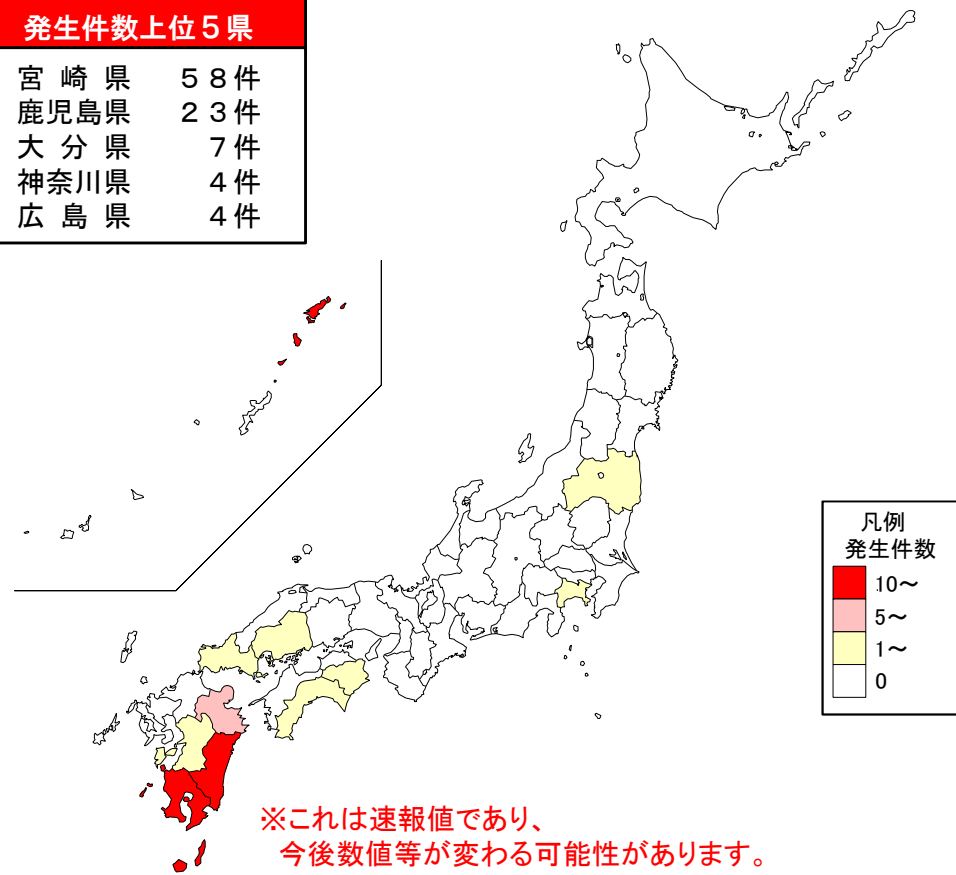 発生件数上位５県
宮崎県 ５８件
鹿児島県 ２３件
大分県 ７件
神奈川県 ４件
広島県 ４件
凡例
発生件数
10～
5～
1～
0
※これは速報値であり、
今後数値等が変わる可能性があります。